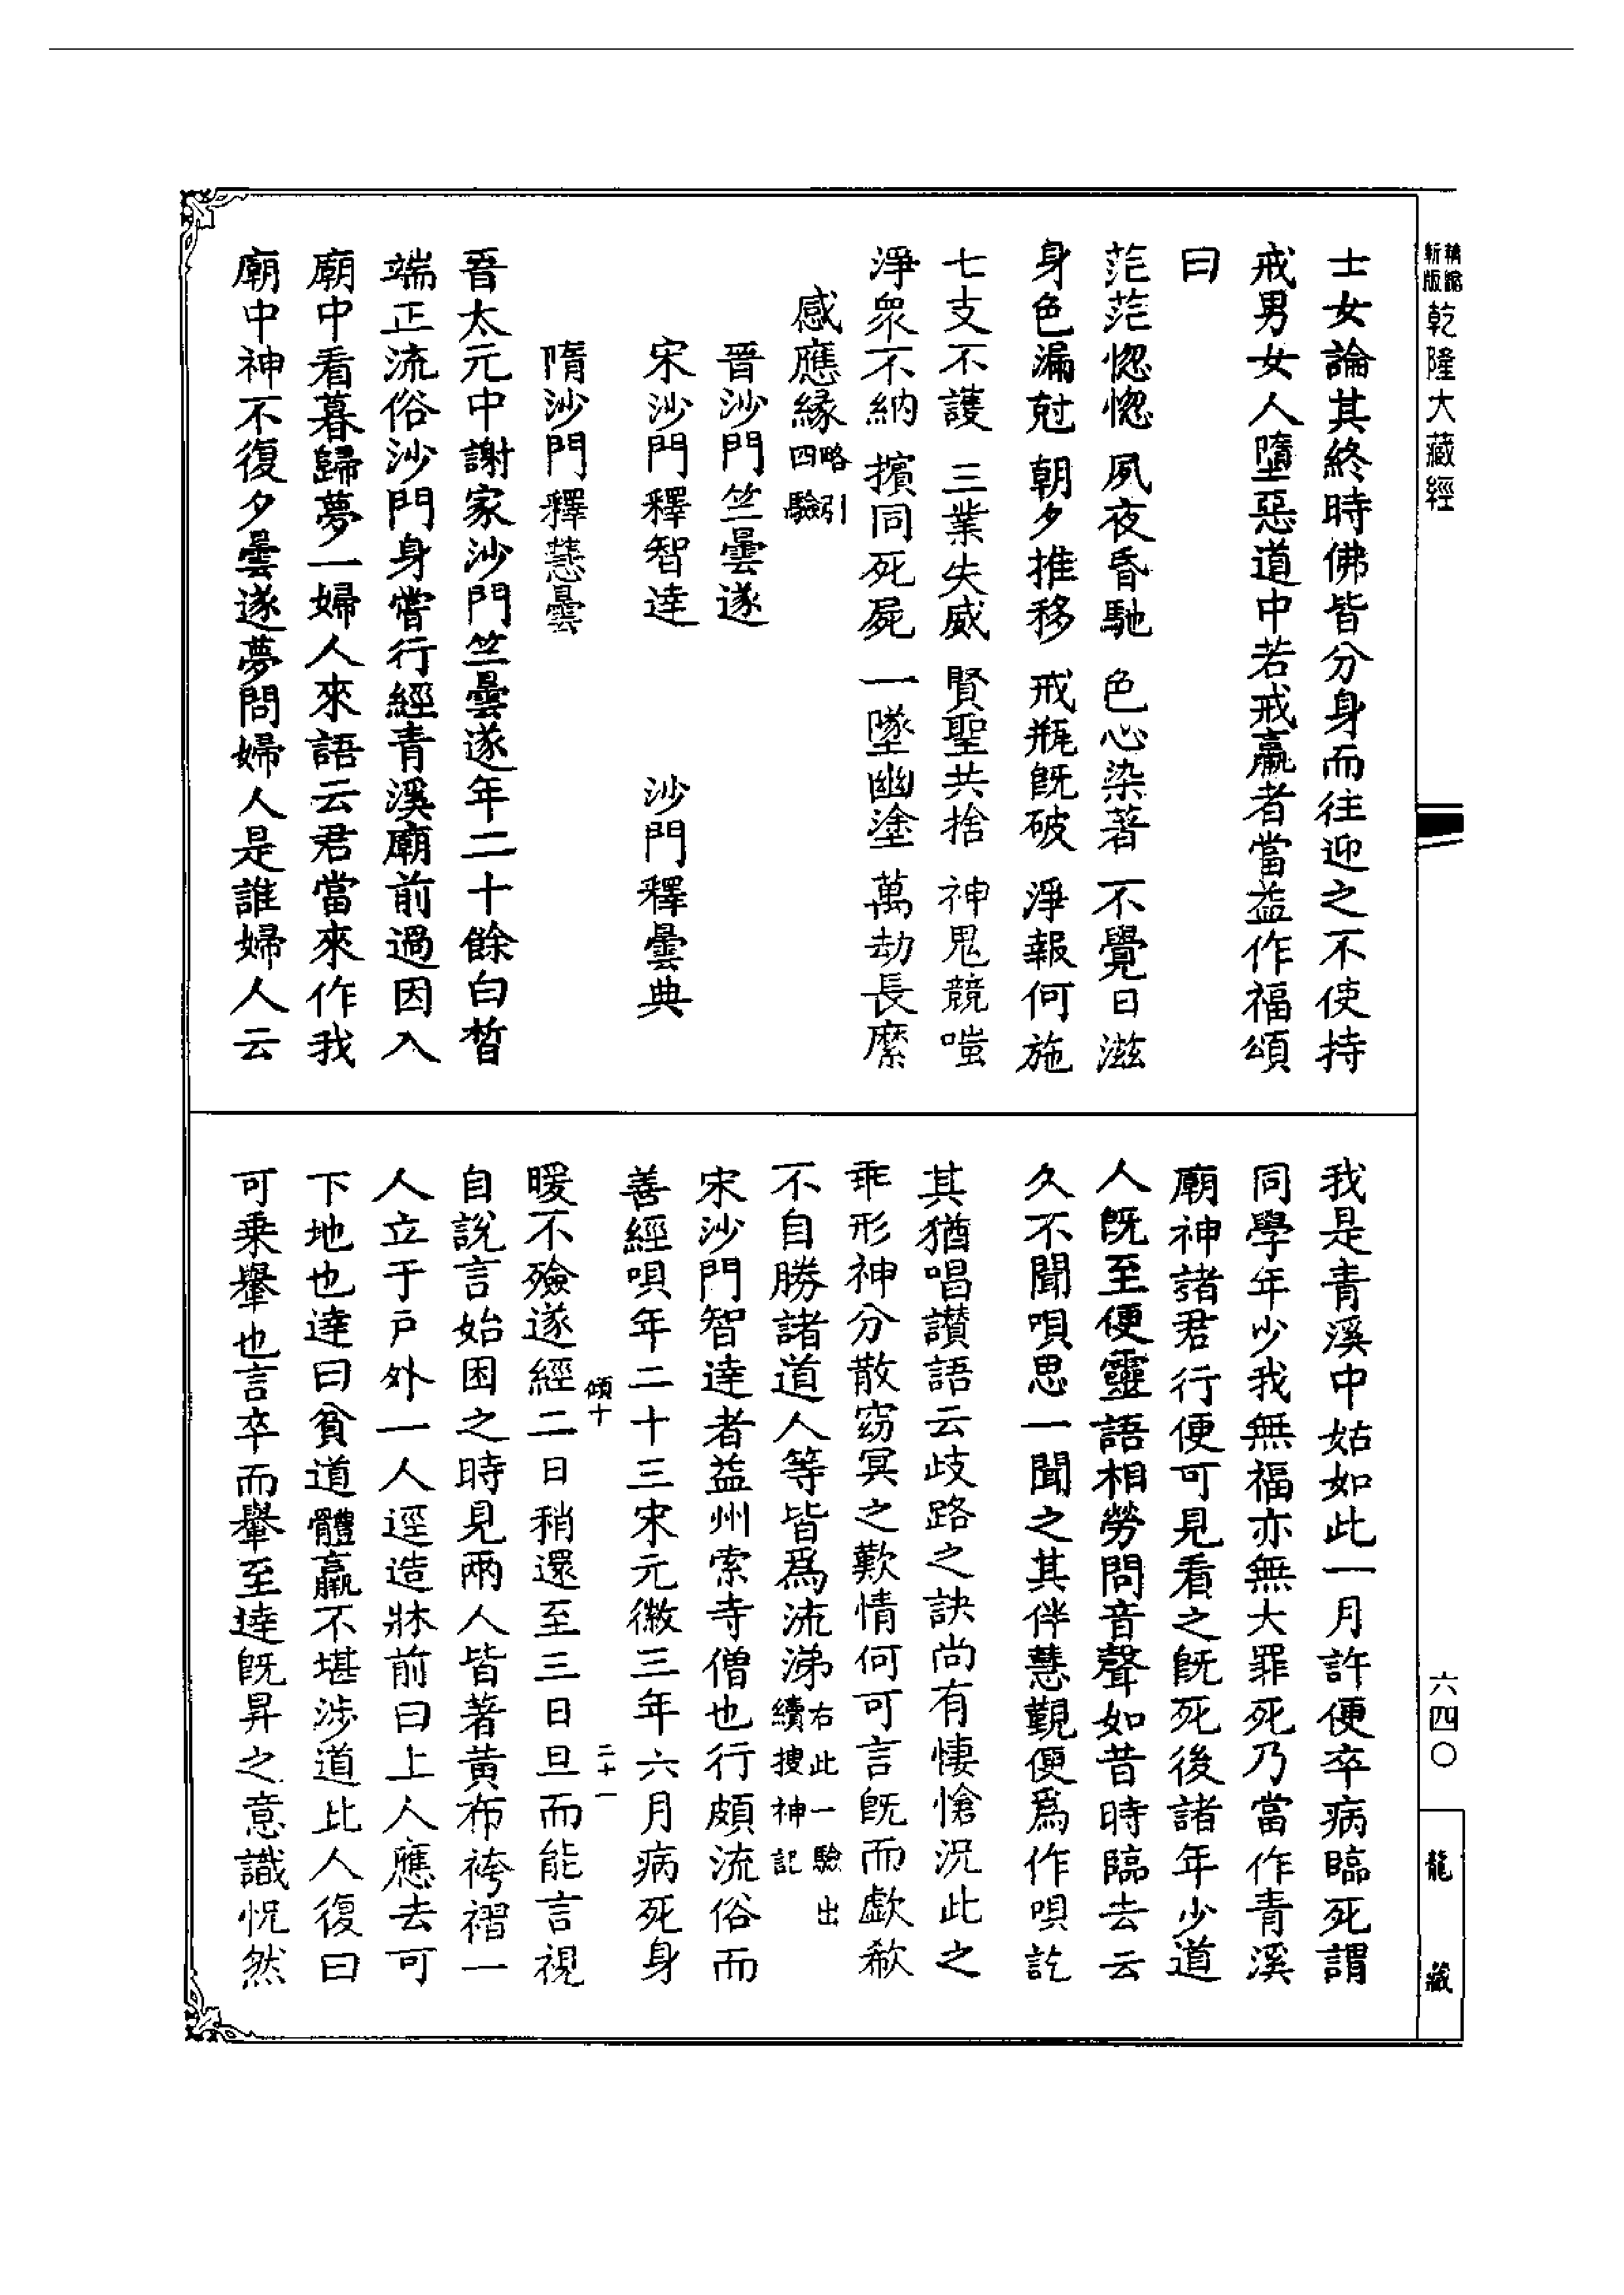 精縮新版乾隆大藏經
士女論其終時佛皆分身而往迎之不使持
戒男女人墮惡道中若戒羸者當益作福頌
曰
茫茫惚惚 夙夜昏馳 色心染著 不覺日滋
身色漏尅 朝夕推移 戒瓶旣破 淨報何施
七支不護 三業失威 賢聖共捨 神鬼競嗤
淨衆不納 擯同死屍 一墜幽塗 萬劫長縻
感應緣略引四驗
晉沙門竺曇遂
宋沙門釋智達 沙門釋曇典
隋沙門釋慧曇
晉太元中謝家沙門竺曇遂年二十餘白皙
端正流俗沙門身嘗行經青溪廟前過因入
廟中看暮歸夢一婦人來語云君當來作我
廟中神不復夕曇遂夢問婦人是誰婦人云
我是青溪中姑如此一月許便卒病臨死謂
同學年少我無福亦無大罪死乃當作青溪
廟神諸君行便可見看之旣死後諸年少道
人旣至便靈語相勞問音聲如昔時臨去云
久不聞唄思一聞之其伴慧覲便爲作唄訖
其猶唱讚語云歧路之訣尚有悽愴況此之
乖形神分散窈冥之歎情何可言旣而歔欷
不自勝諸道人等皆爲流涕右此一驗出續搜神記
宋沙門智達者益州索寺僧也行頗流俗而
善經唄年二十三宋元徽三年六月病死身
傾十 二十一
暖不殮遂經二日稍還至三日旦而能言視
自說言始困之時見兩人皆著黃布袴褶一
人立于戶外一人逕造牀前曰上人應去可
下地也達曰貧道體羸不堪涉道此人復曰
可乘轝也言卒而轝至達旣昇之意識怳然
六四〇
龍藏